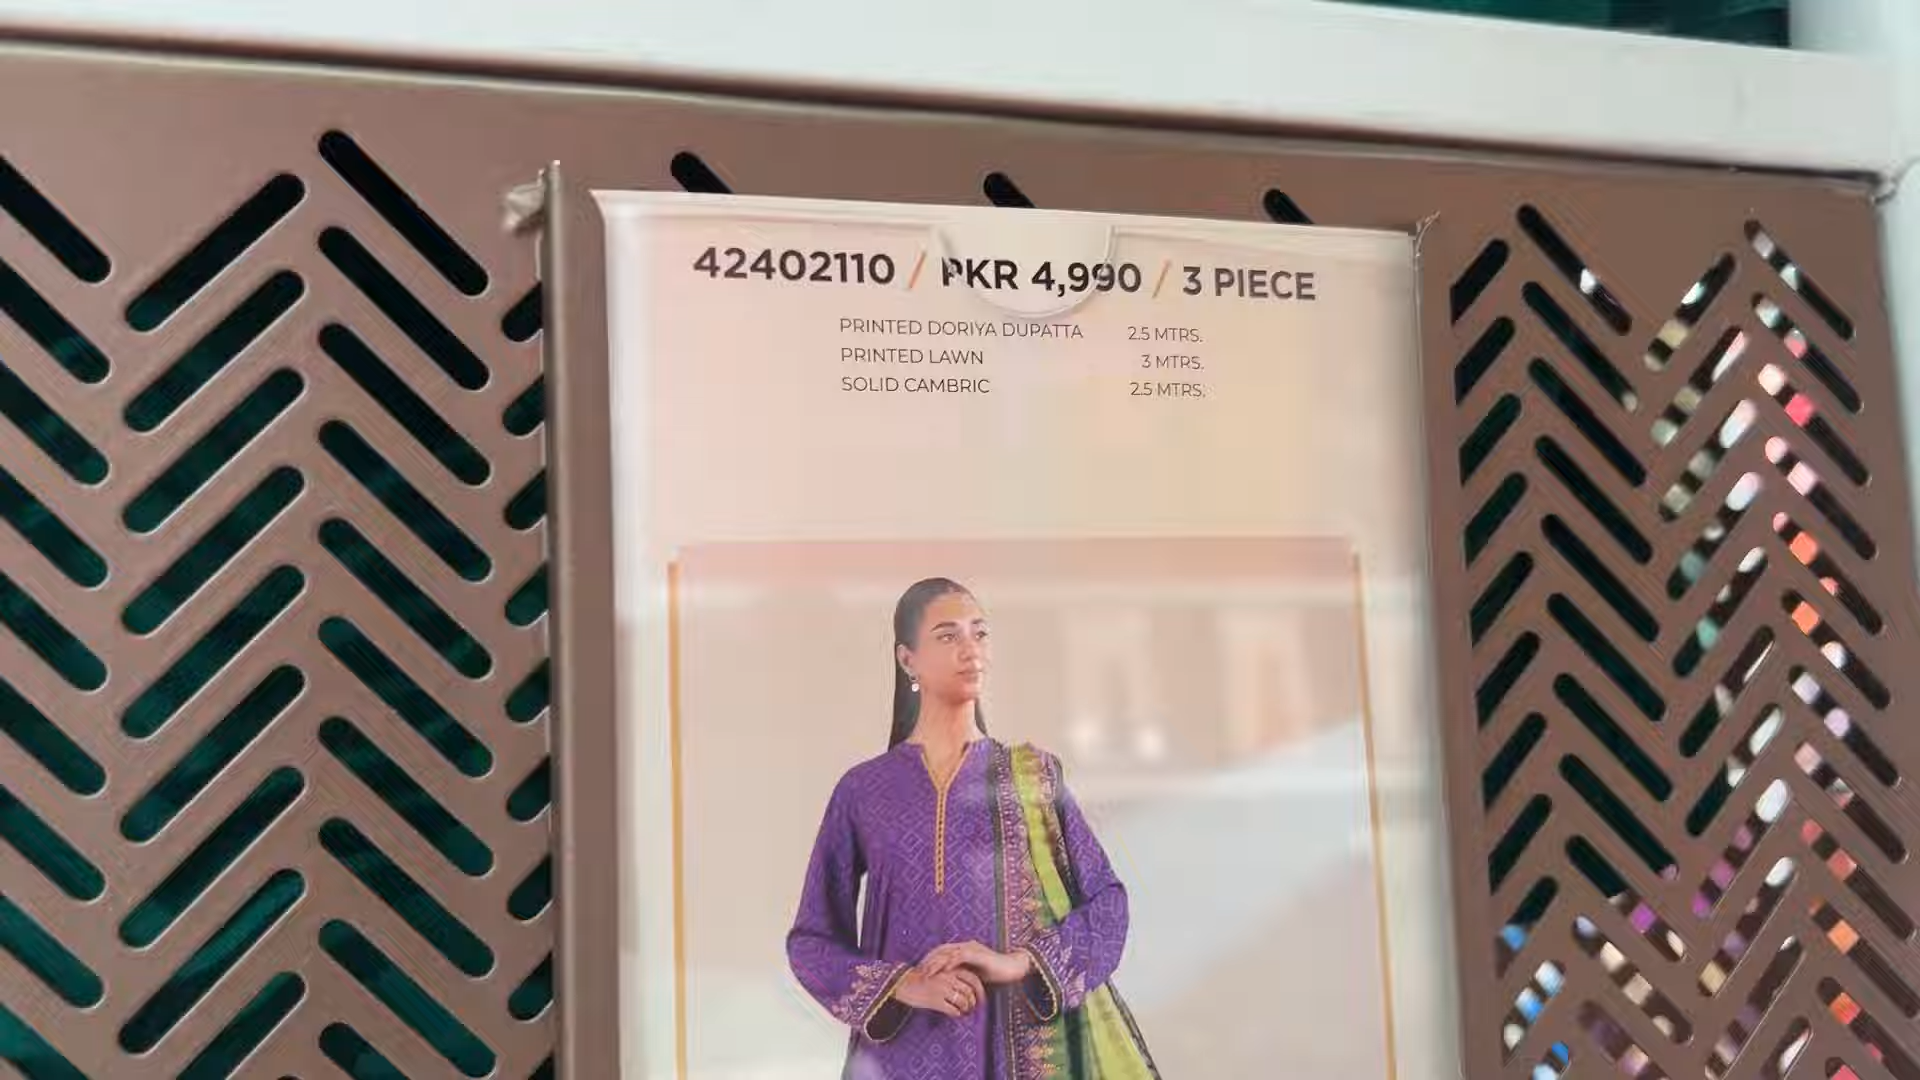 42402110 / PKR 4,990 / 3 PIECE
PRINTED DORIYA DUPATTA 2.5 MTRS.
PRINTED LAWN 3 MTRS.
SOLID CAMBRIC 2.5 MTRS.